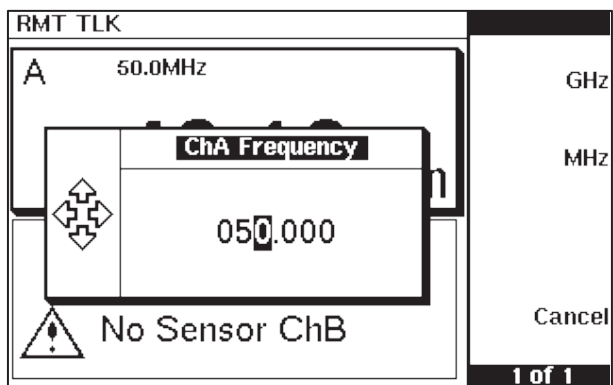 RMT TLK
A 50.0MHz
ChA Frequency
050.000
No Sensor ChB
GHz
MHz
Cancel
1 of 1